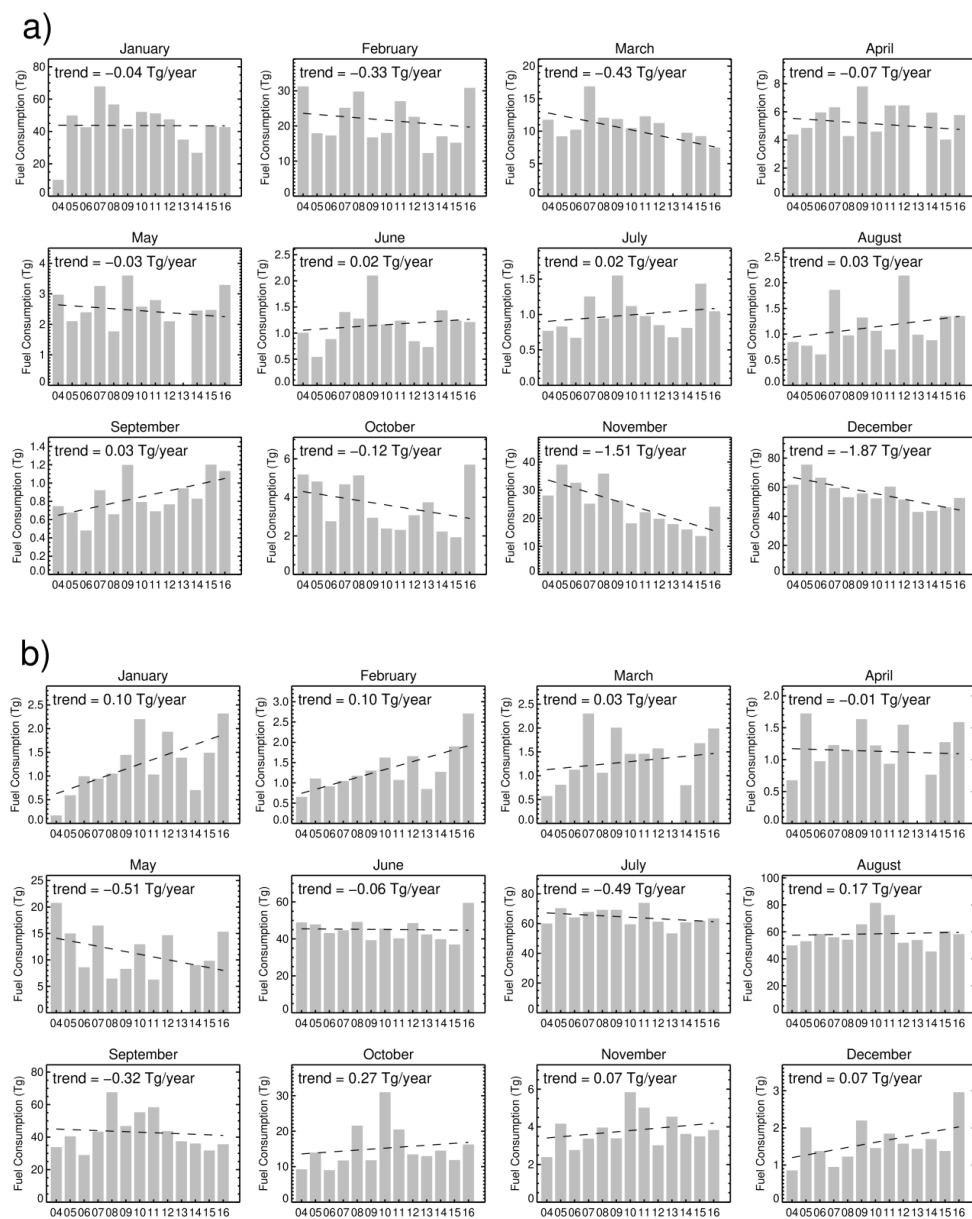 a)
January
February
March
April
Fuel Consumption (Tg)
80
60
40
20
0
trend = −0.04 Tg/year
04 05 06 07 08 09 10 11 12 13 14 15 16
Fuel Consumption (Tg)
30
20
10
0
trend = −0.33 Tg/year
04 05 06 07 08 09 10 11 12 13 14 15 16
Fuel Consumption (Tg)
20
15
10
5
0
trend = −0.43 Tg/year
04 05 06 07 08 09 10 11 12 13 14 15 16
Fuel Consumption (Tg)
8
6
4
2
0
trend = −0.07 Tg/year
04 05 06 07 08 09 10 11 12 13 14 15 16
May
June
July
August
Fuel Consumption (Tg)
4
3
2
1
0
trend = −0.03 Tg/year
04 05 06 07 08 09 10 11 12 13 14 15 16
Fuel Consumption (Tg)
2.5
2.0
1.5
1.0
0.5
0.0
trend = 0.02 Tg/year
04 05 06 07 08 09 10 11 12 13 14 15 16
Fuel Consumption (Tg)
1.5
1.0
0.5
0.0
trend = 0.02 Tg/year
04 05 06 07 08 09 10 11 12 13 14 15 16
Fuel Consumption (Tg)
2.5
2.0
1.5
1.0
0.5
0.0
trend = 0.03 Tg/year
04 05 06 07 08 09 10 11 12 13 14 15 16
September
October
November
December
Fuel Consumption (Tg)
1.4
1.2
1.0
0.8
0.6
0.4
0.2
0.0
trend = 0.03 Tg/year
04 05 06 07 08 09 10 11 12 13 14 15 16
Fuel Consumption (Tg)
6
4
2
0
trend = −0.12 Tg/year
04 05 06 07 08 09 10 11 12 13 14 15 16
Fuel Consumption (Tg)
40
30
20
10
0
trend = −1.51 Tg/year
04 05 06 07 08 09 10 11 12 13 14 15 16
Fuel Consumption (Tg)
80
60
40
20
0
trend = −1.87 Tg/year
04 05 06 07 08 09 10 11 12 13 14 15 16
b)
January
February
March
April
Fuel Consumption (Tg)
2.5
2.0
1.5
1.0
0.5
0.0
trend = 0.10 Tg/year
04 05 06 07 08 09 10 11 12 13 14 15 16
Fuel Consumption (Tg)
3.0
2.5
2.0
1.5
1.0
0.5
0.0
trend = 0.10 Tg/year
04 05 06 07 08 09 10 11 12 13 14 15 16
Fuel Consumption (Tg)
2.5
2.0
1.5
1.0
0.5
0.0
trend = 0.03 Tg/year
04 05 06 07 08 09 10 11 12 13 14 15 16
Fuel Consumption (Tg)
2.0
1.5
1.0
0.5
0.0
trend = −0.01 Tg/year
04 05 06 07 08 09 10 11 12 13 14 15 16
May
June
July
August
Fuel Consumption (Tg)
25
20
15
10
5
0
trend = −0.51 Tg/year
04 05 06 07 08 09 10 11 12 13 14 15 16
Fuel Consumption (Tg)
60
40
20
0
trend = −0.06 Tg/year
04 05 06 07 08 09 10 11 12 13 14 15 16
Fuel Consumption (Tg)
80
60
40
20
0
trend = −0.49 Tg/year
04 05 06 07 08 09 10 11 12 13 14 15 16
Fuel Consumption (Tg)
100
80
60
40
20
0
trend = 0.17 Tg/year
04 05 06 07 08 09 10 11 12 13 14 15 16
September
October
November
December
Fuel Consumption (Tg)
80
60
40
20
0
trend = −0.32 Tg/year
04 05 06 07 08 09 10 11 12 13 14 15 16
Fuel Consumption (Tg)
30
20
10
0
trend = 0.27 Tg/year
04 05 06 07 08 09 10 11 12 13 14 15 16
Fuel Consumption (Tg)
6
4
2
0
trend = 0.07 Tg/year
04 05 06 07 08 09 10 11 12 13 14 15 16
Fuel Consumption (Tg)
3
2
1
0
trend = 0.07 Tg/year
04 05 06 07 08 09 10 11 12 13 14 15 16